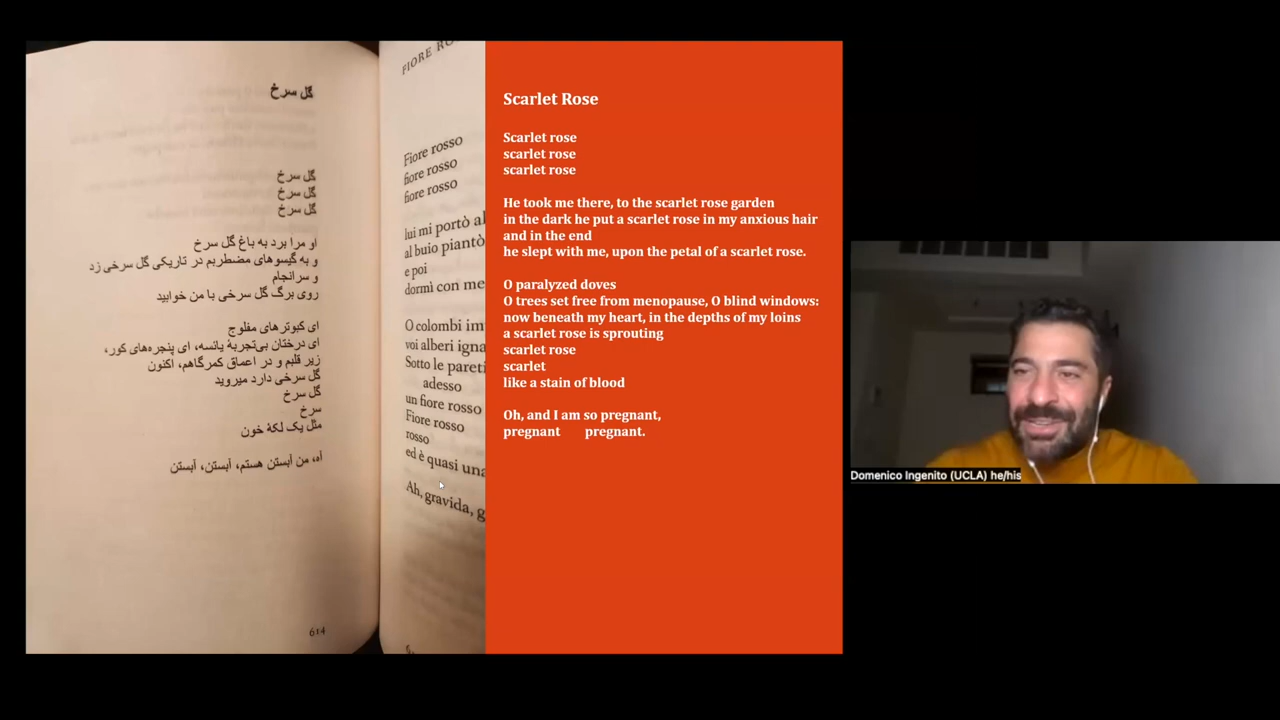 گل سرخ
گل سرخ
گل سرخ
گل سرخ
او مرا برد به باغ گل سرخ
و به گیسوهای مضطربم در تاریکی گل سرخی زد
و سرانجام
روی برگ گل سرخی با من خوابید
ای کبوترهای مفلوج
ای درختان بی‌تجربهٔ یائسه، ای پنجره‌های کور،
زیر قلبم و در اعماق کمرگاهم، اکنون
گل سرخی دارد میروید
گل سرخ
سرخ
مثل یک لکهٔ خون
آه، من آبستن هستم، آبستن، آبستن
614
FIORE
Fiore rosso
fiore rosso
fiore rosso
lui mi portò
al buio piantò
e poi
dormì con me
O colombi
voi alberi
Sotto le
adesso
un fiore rosso
Fiore rosso
rosso
ed è quasi
Ah, gravida,
Scarlet Rose
Scarlet rose
scarlet rose
scarlet rose
He took me there, to the scarlet rose garden
in the dark he put a scarlet rose in my anxious hair
and in the end
he slept with me, upon the petal of a scarlet rose.
O paralyzed doves
O trees set free from menopause, O blind windows:
now beneath my heart, in the depths of my loins
a scarlet rose is sprouting
scarlet rose
scarlet
like a stain of blood
Oh, and I am so pregnant,
pregnant pregnant.
Domenico Ingenito (UCLA) he/his